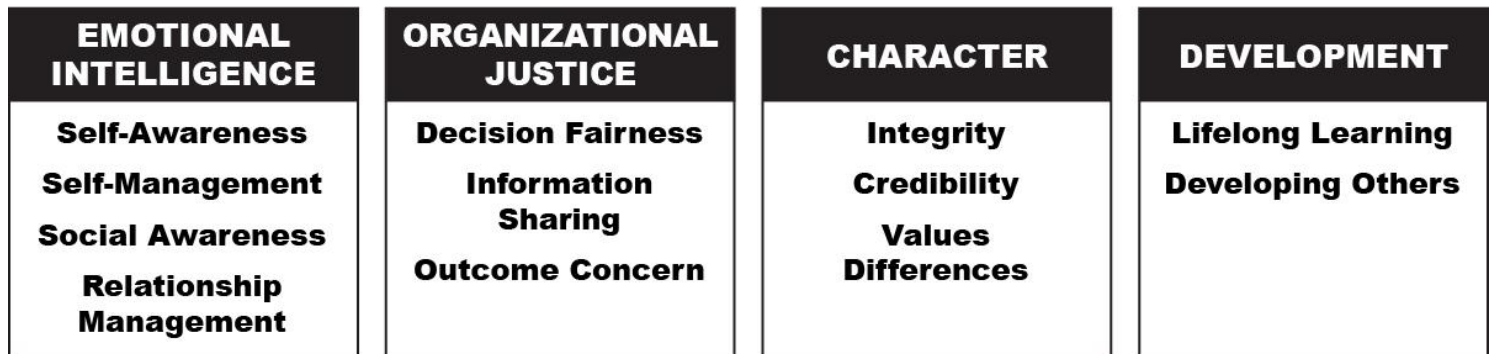 EMOTIONAL
INTELLIGENCE
Self-Awareness
Self-Management
Social Awareness
Relationship
Management
ORGANIZATIONAL
JUSTICE
Decision Fairness
Information
Sharing
Outcome Concern
CHARACTER
Integrity
Credibility
Values
Differences
DEVELOPMENT
Lifelong Learning
Developing Others